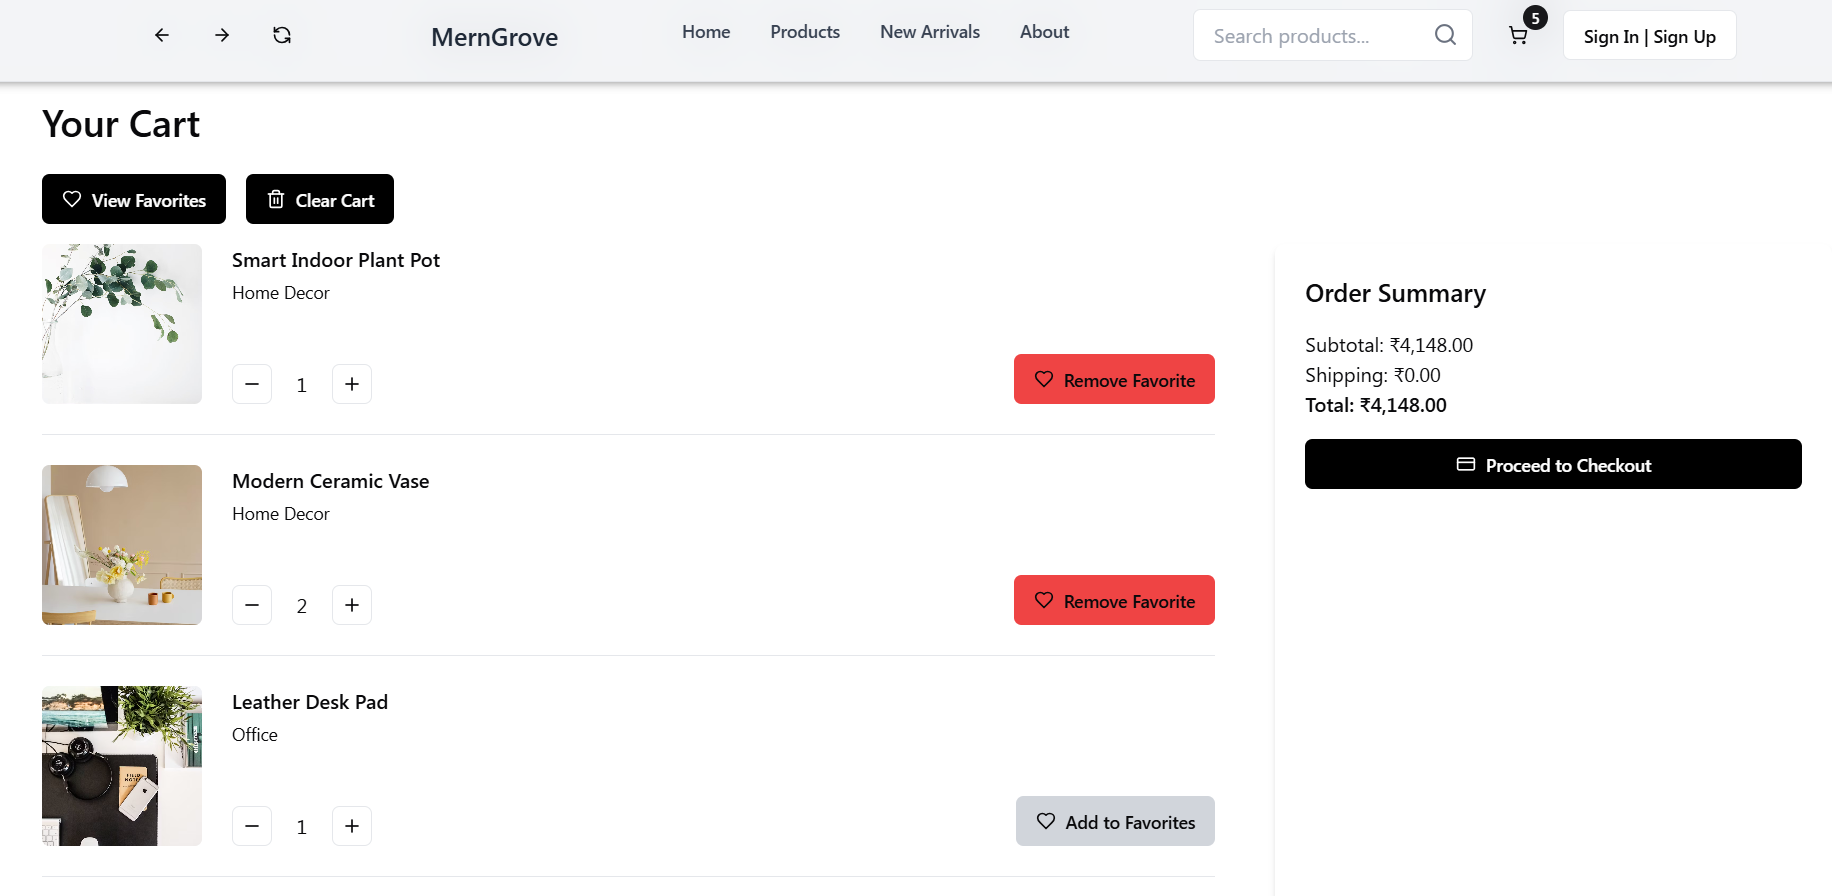 MernGrove
Home Products New Arrivals About
Search products...
5
Sign In | Sign Up
Your Cart
View Favorites Clear Cart
Smart Indoor Plant Pot
Home Decor
1
Remove Favorite
Modern Ceramic Vase
Home Decor
2
Remove Favorite
FIELD NOTES
Leather Desk Pad
Office
1
Add to Favorites
Order Summary
Subtotal: ₹4,148.00
Shipping: ₹0.00
Total: ₹4,148.00
Proceed to Checkout